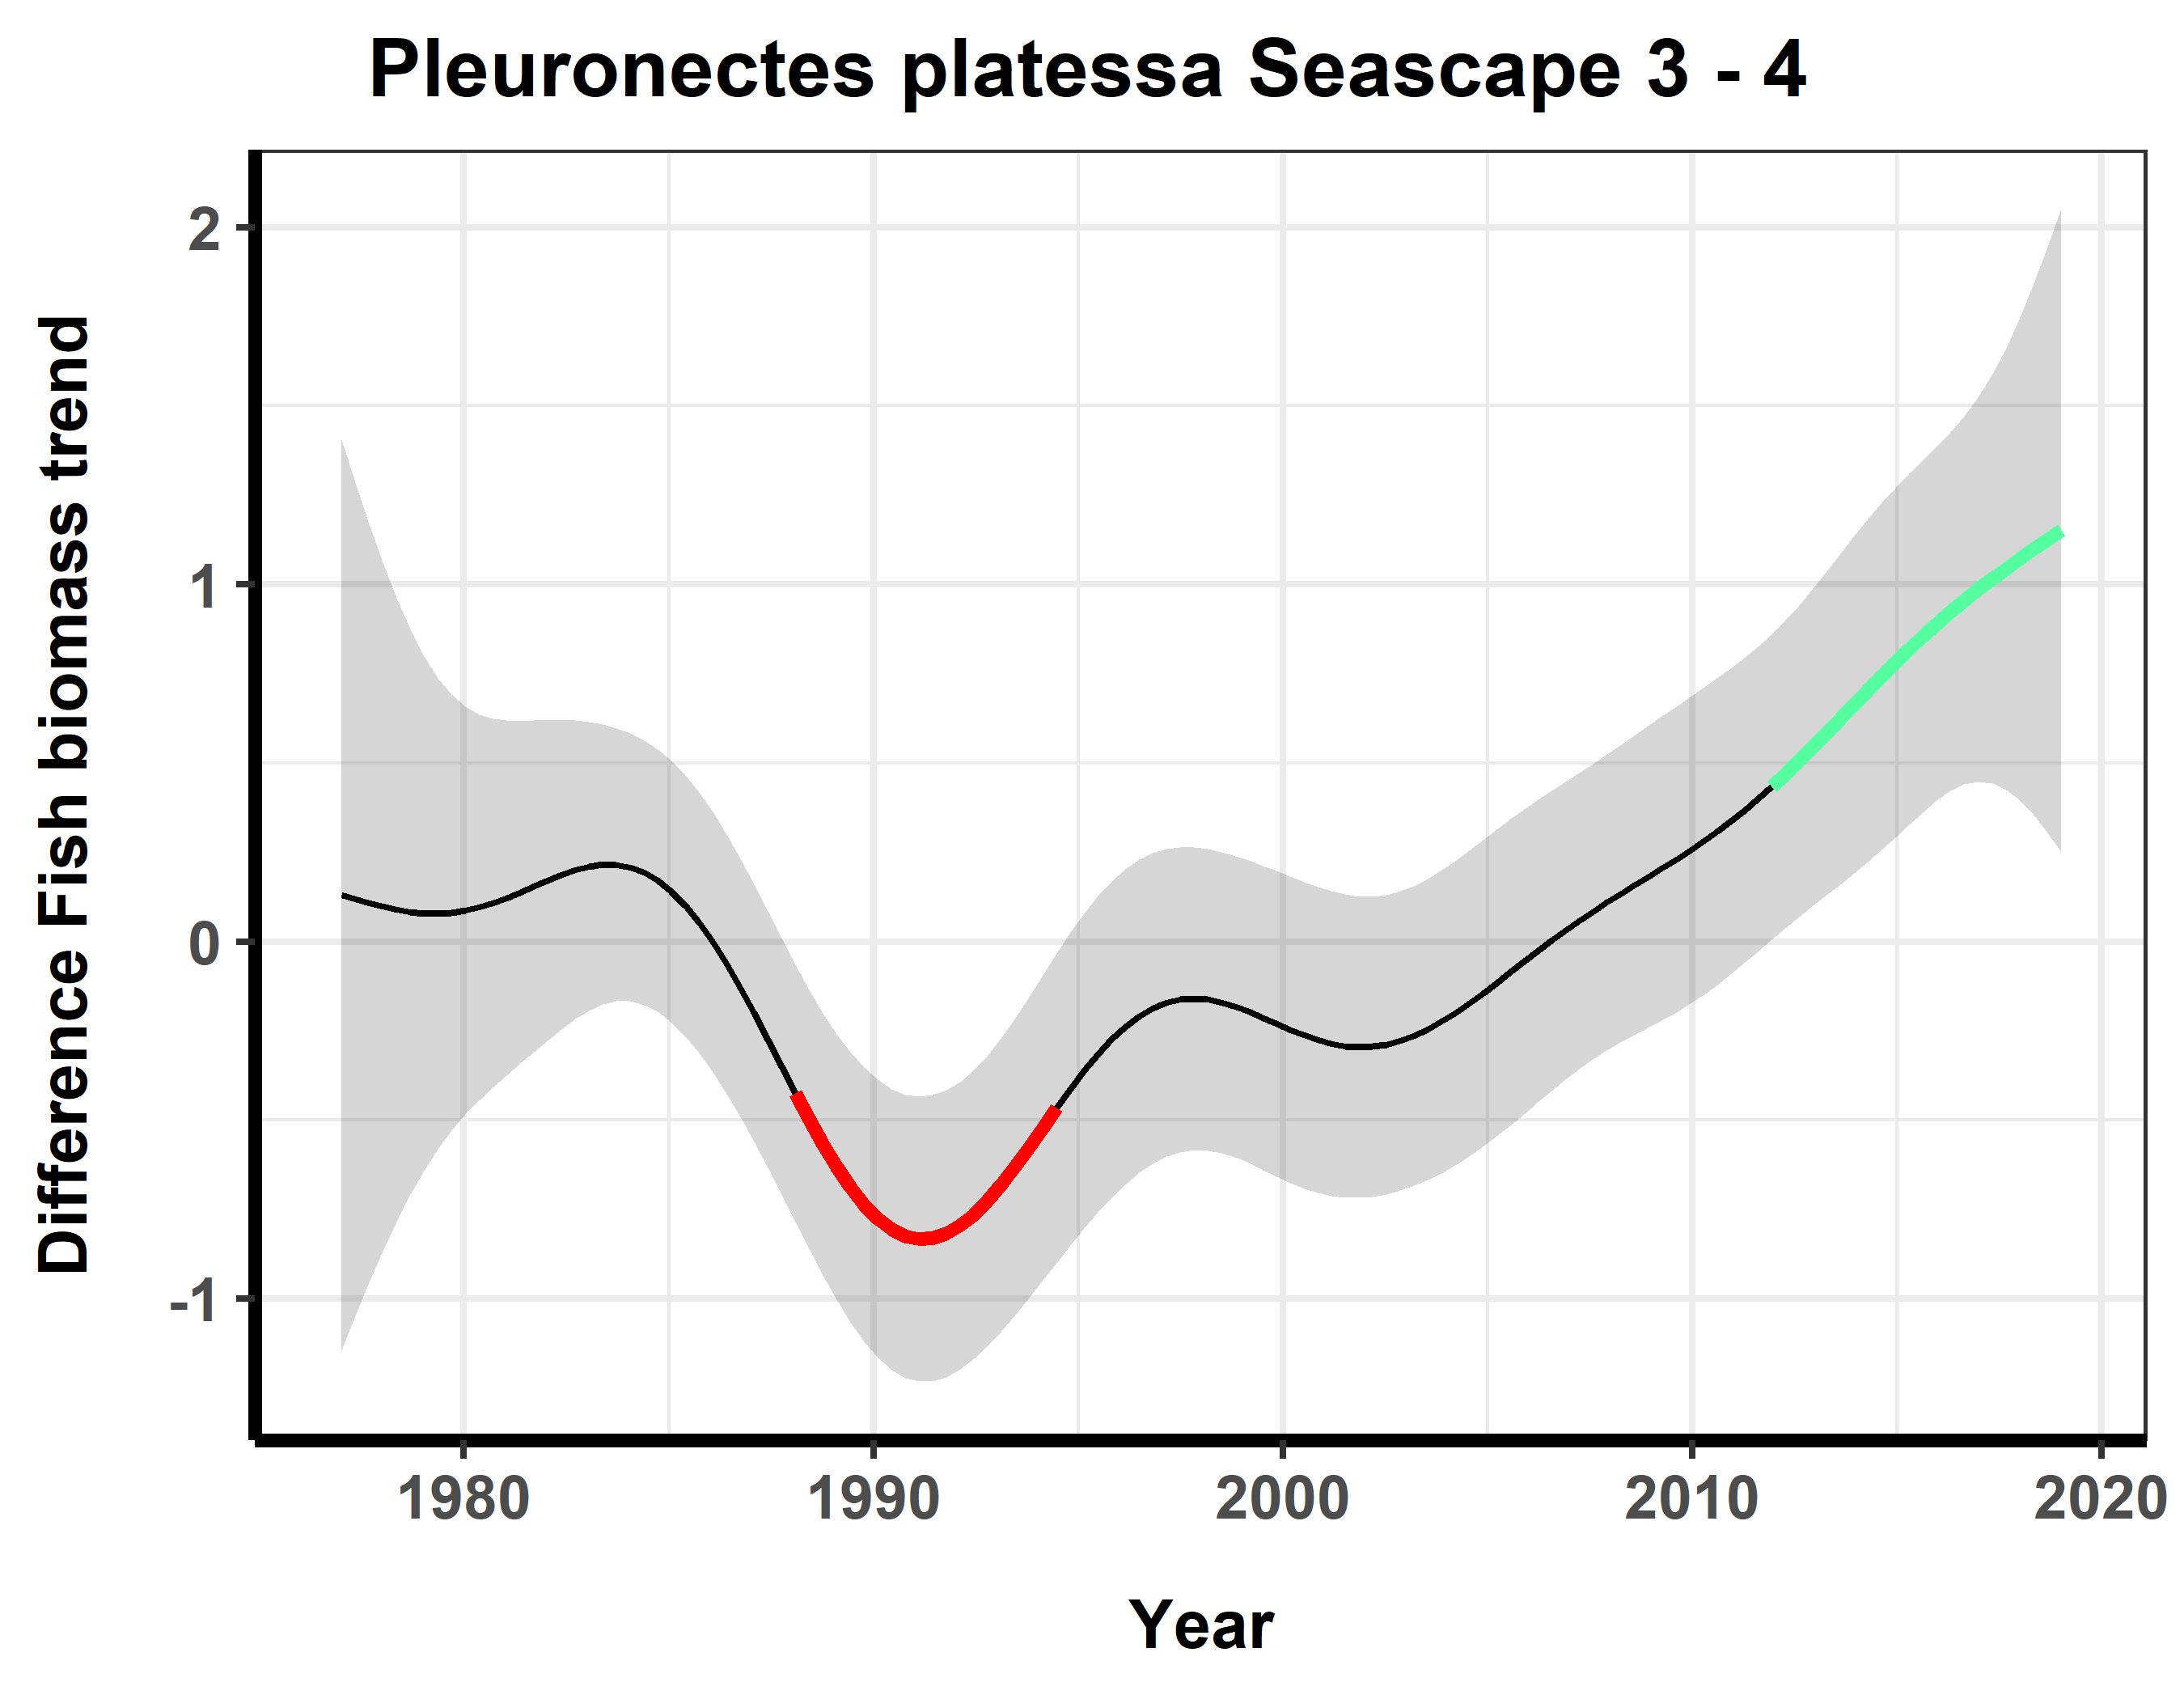 Pleuronectes platessa Seascape 3 - 4
Difference Fish biomass trend
2
1
0
-1
1980 1990 2000 2010 2020
Year